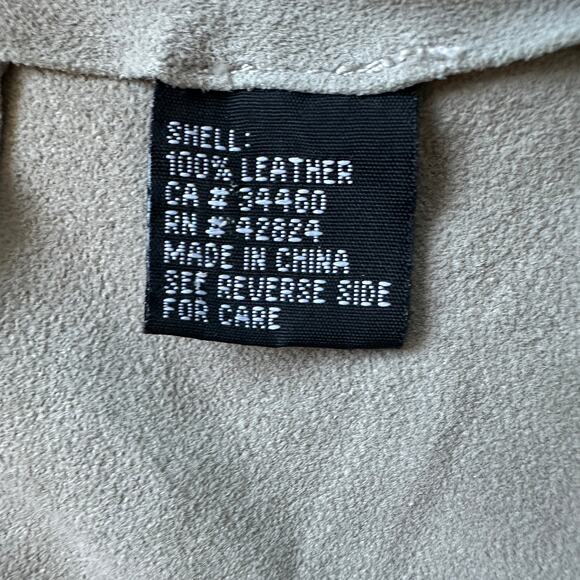 SHELL:
100% LEATHER
CA # 34460
RN # 42824
MADE IN CHINA
SEE REVERSE SIDE
FOR CARE